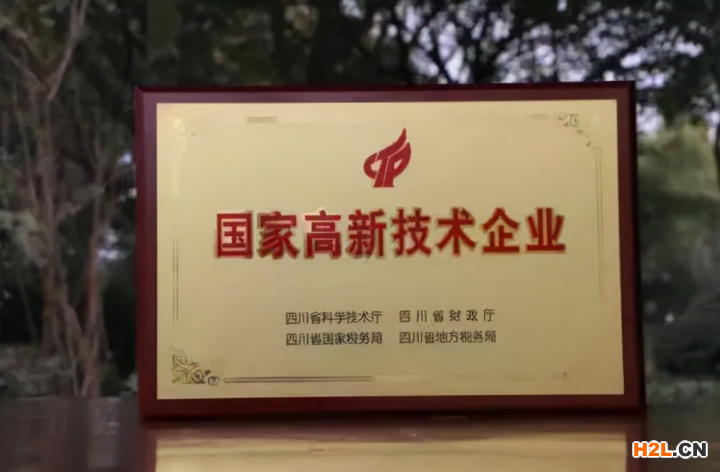 国家高新技术企业
四川省科学技术厅 四川省财政厅
四川省国家税务局 四川省地方税务局
H2L.CN